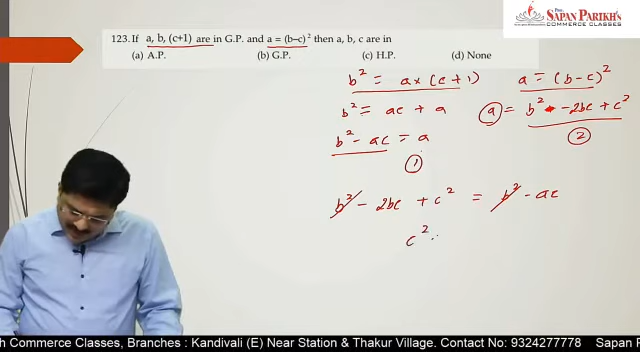 Prof.
SAPAN PARIKH'S
COMMERCE CLASSES
123. If a, b, (c+1) are in G.P. and a = (b–c)² then a, b, c are in
(a) A.P. (b) G.P. (c) H.P. (d) None
b² = a × (c + 1) a = (b – c)²
b² = ac + a (a) = b² - 2bc + c²
b² - ac = a (2)
(1)
b² - 2bc + c² = b² - ac
c² :
h Commerce Classes, Branches : Kandivali (E) Near Station & Thakur Village. Contact No: 9324277778 Sapan P